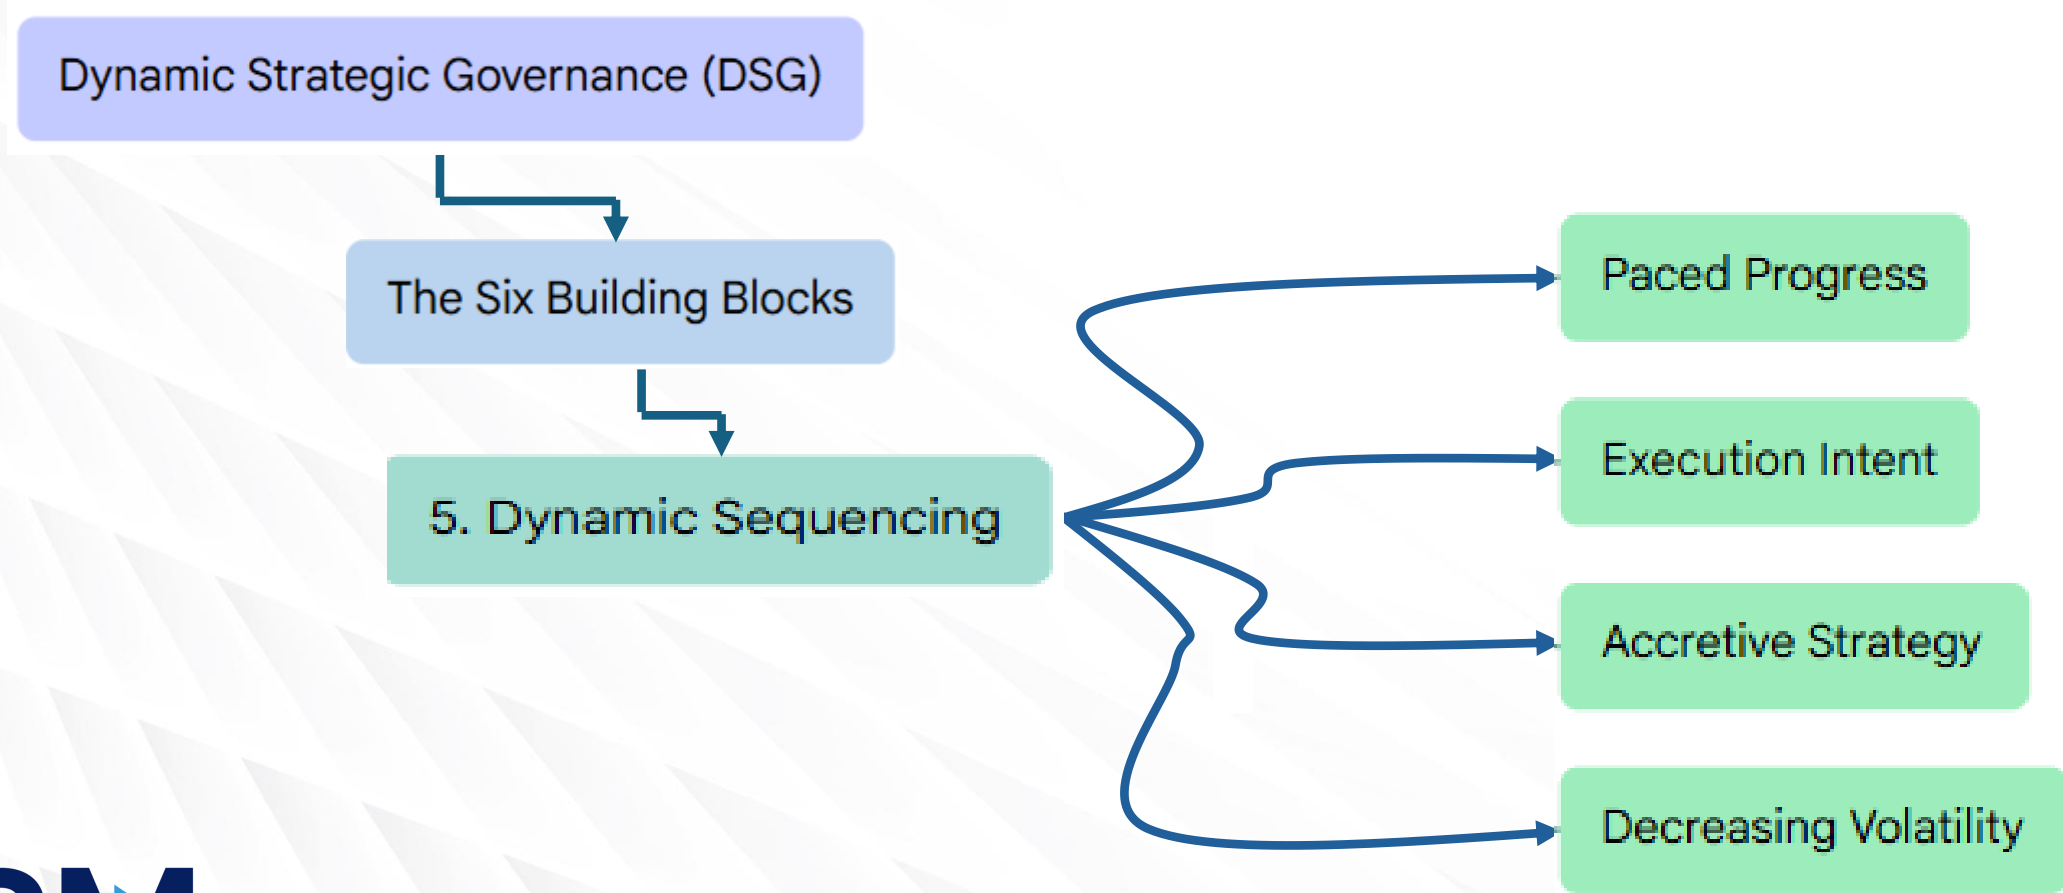 Dynamic Strategic Governance (DSG)
The Six Building Blocks
5. Dynamic Sequencing
Paced Progress
Execution Intent
Accretive Strategy
Decreasing Volatility